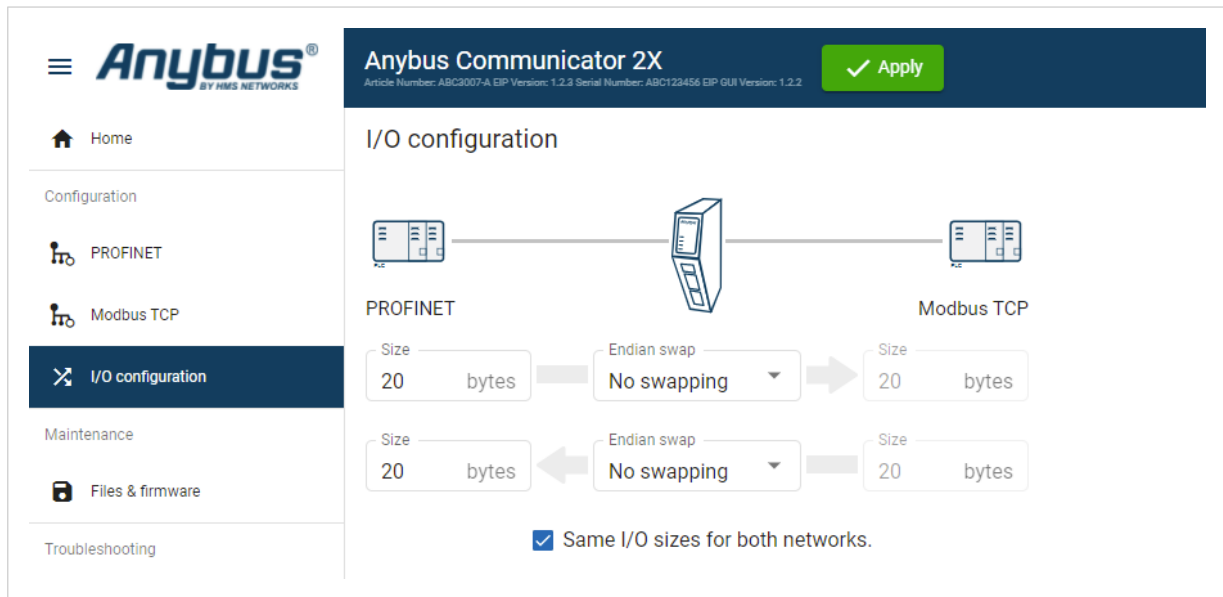 Anybus®
BY HMS NETWORKS
Anybus Communicator 2X
Article Number: ABC3007-A EIP Version: 1.2.3 Serial Number: ABC123456 EIP GUI Version: 1.2.2
Apply
Home
Configuration
PROFINET
Modbus TCP
I/O configuration
Maintenance
Files & firmware
Troubleshooting
I/O configuration
Anybus
PLC
PLC
PROFINET
Modbus TCP
Size
Endian swap
Size
20 bytes
No swapping
20 bytes
Size
Endian swap
Size
20 bytes
No swapping
20 bytes
Same I/O sizes for both networks.